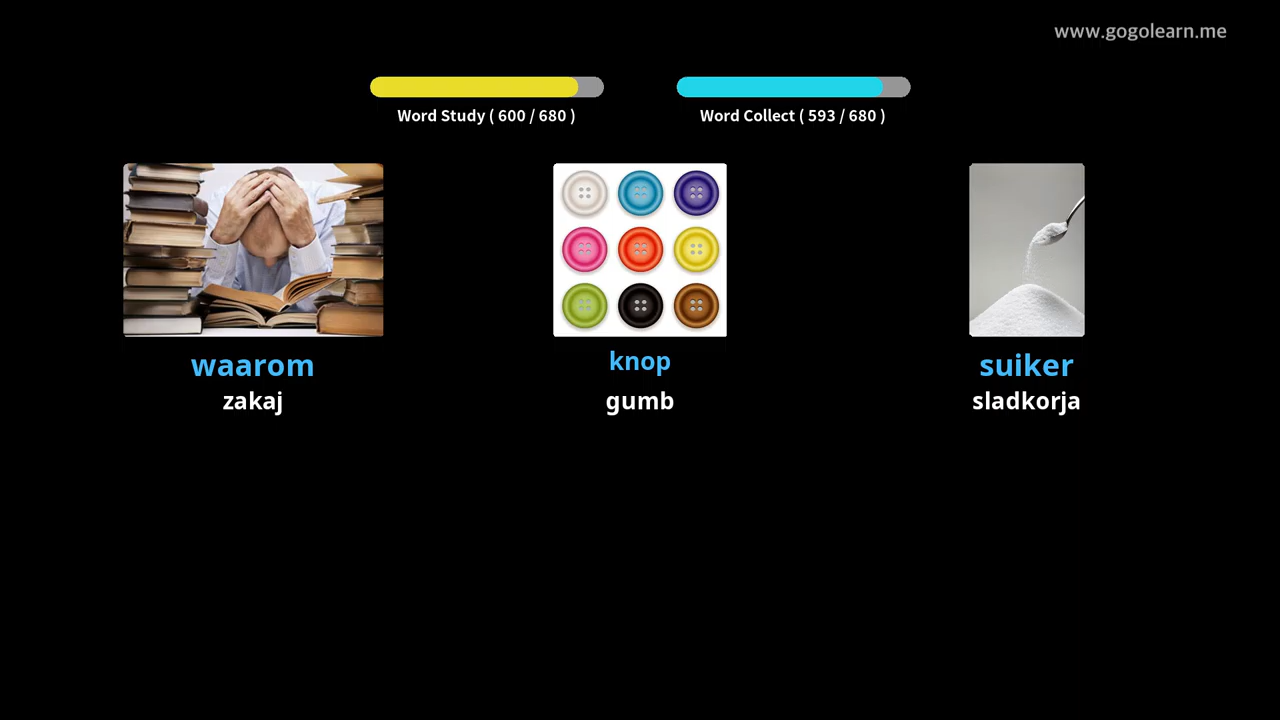 www.gogolearn.me
Word Study ( 600 / 680 )
Word Collect ( 593 / 680 )
waarom
zakaj
knop
gumb
suiker
sladkorja